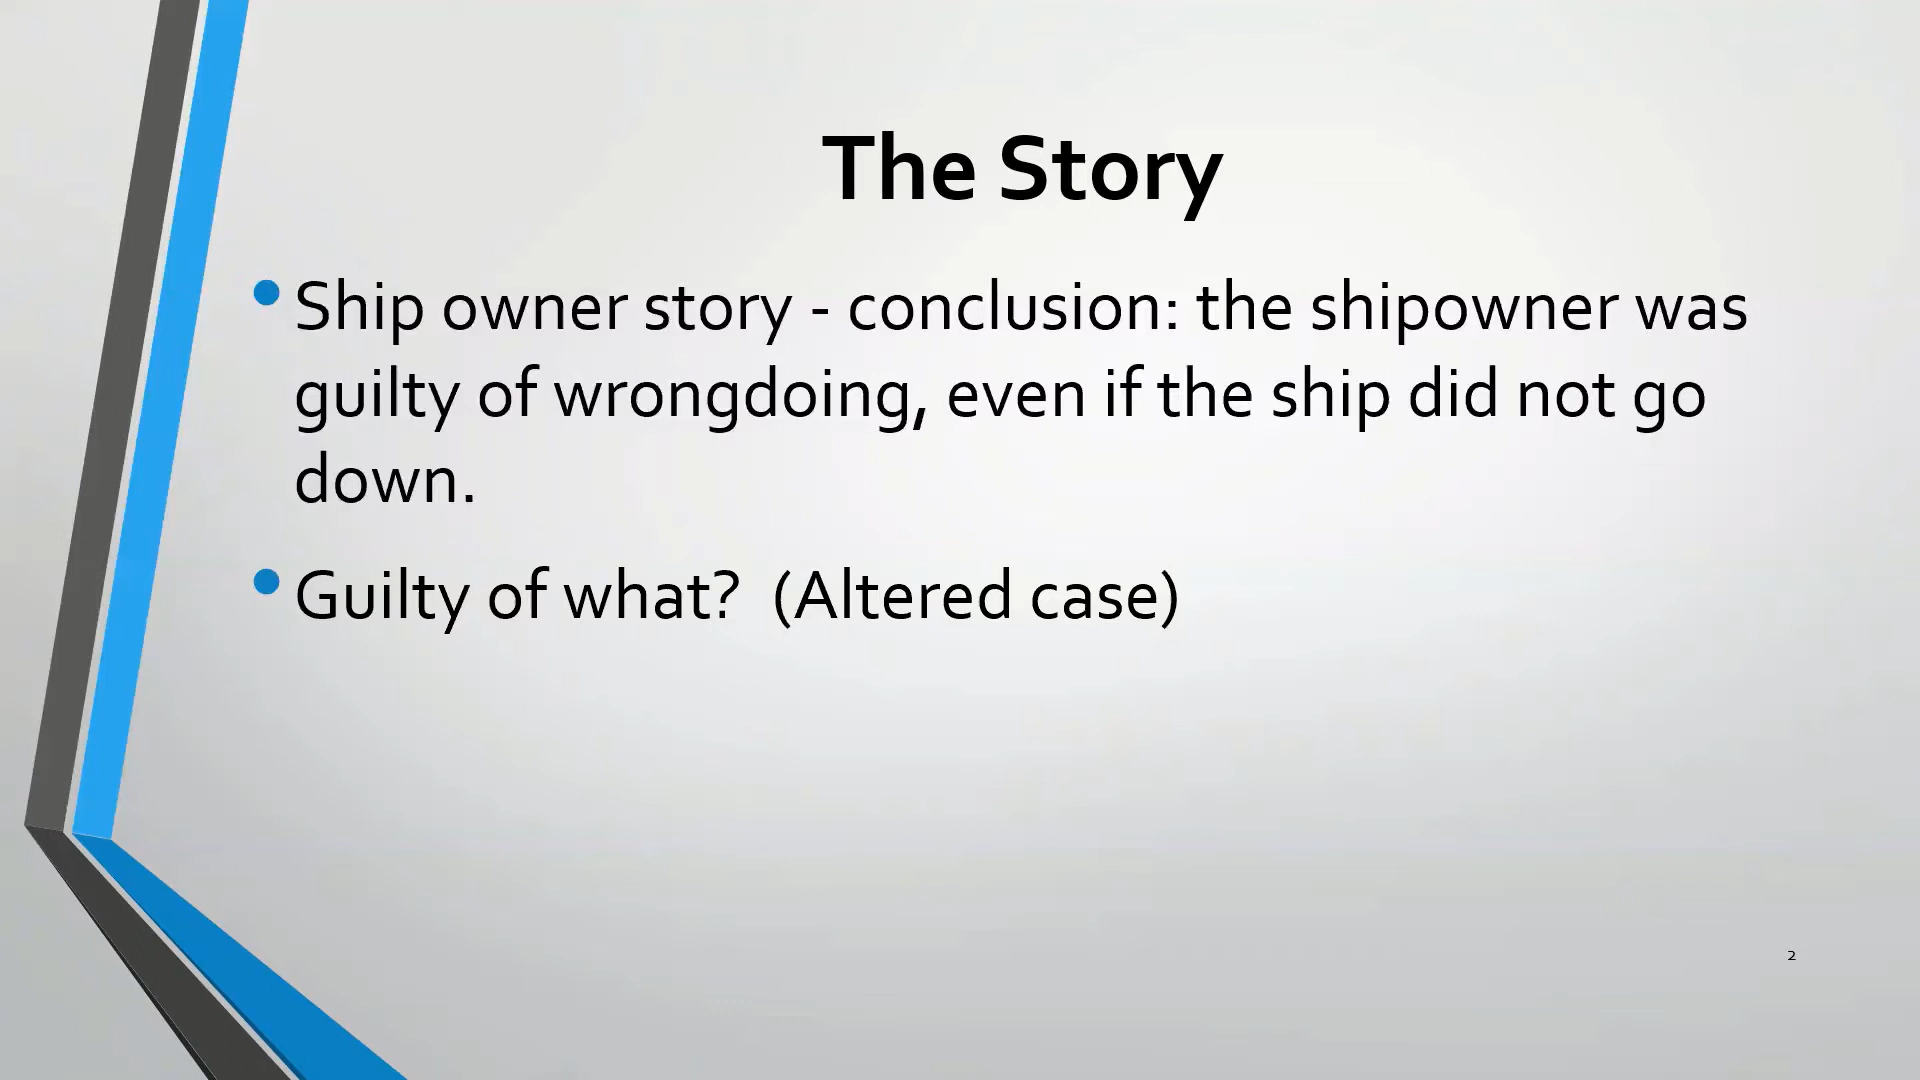 The Story
• Ship owner story - conclusion: the shipowner was
guilty of wrongdoing, even if the ship did not go
down.
• Guilty of what?  (Altered case)
2